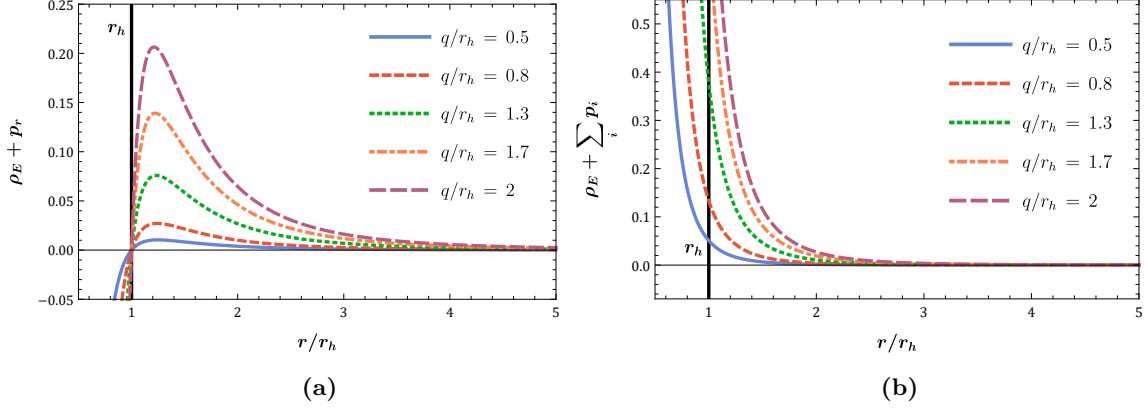 0.25
0.20
0.15
0.10
0.05
0.00
−0.05
ρ_E + p_r
r_h
q/r_h = 0.5
q/r_h = 0.8
q/r_h = 1.3
q/r_h = 1.7
q/r_h = 2
1 2 3 4 5
r/r_h
(a)
0.5
0.4
0.3
0.2
0.1
0.0
ρ_E + ∑_i p_i
r_h
q/r_h = 0.5
q/r_h = 0.8
q/r_h = 1.3
q/r_h = 1.7
q/r_h = 2
1 2 3 4 5
r/r_h
(b)